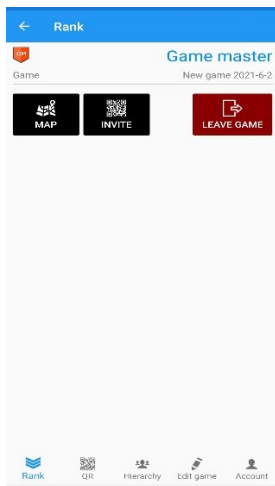 Rank
GM
Game master
Game New game 2021-6-2
MAP INVITE LEAVE GAME
Rank QR Hierarchy Edit game Account